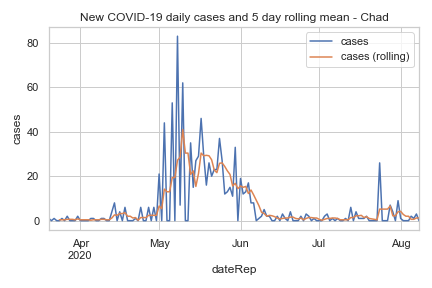 New COVID-19 daily cases and 5 day rolling mean - Chad
cases
cases (rolling)
80
60
40
20
0
cases
Apr
2020
May
Jun
Jul
Aug
dateRep